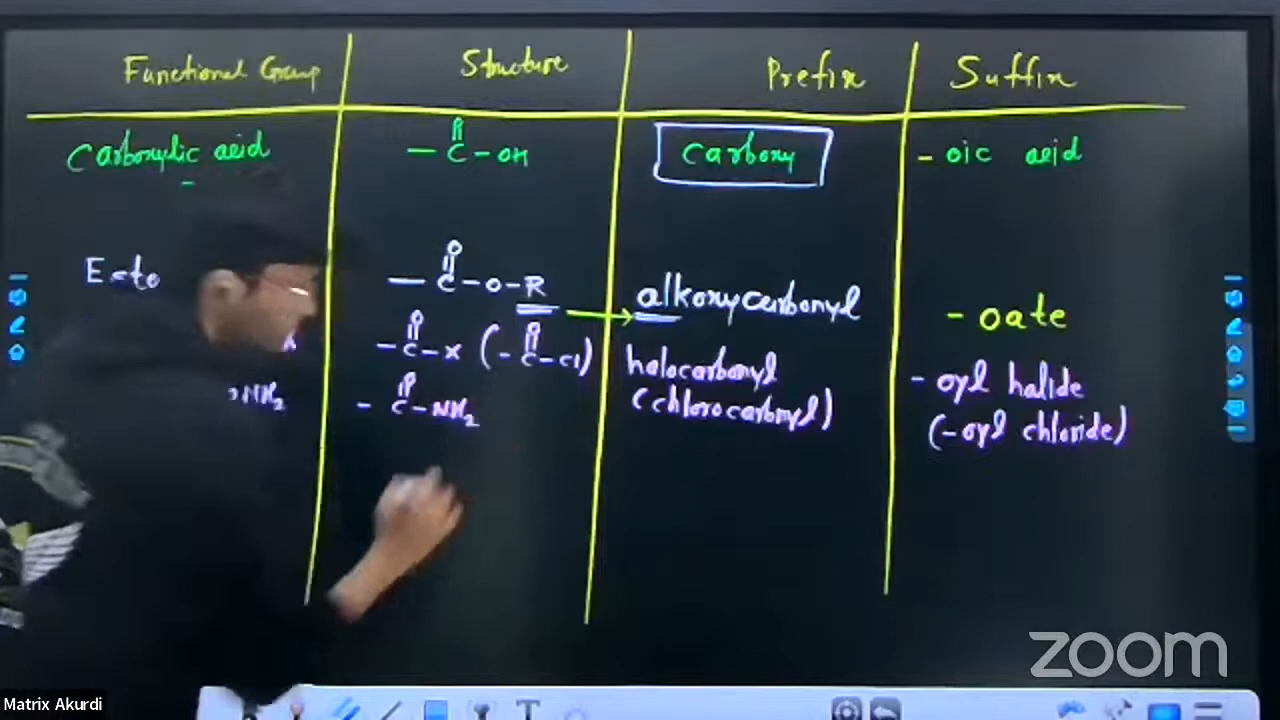 Functional Group Structure Prefix Suffix
Carboxylic acid -C-OH Carboxy - oic acid
O
Este
O
-C-O-R alkoxycarbonyl - oate
O O
-C-X (-C-Cl) halocarbonyl - oyl halide
NH2 O
-C-NH2 (chlorocarbonyl) (-oyl chloride)
zoom
Matrix Akurdi